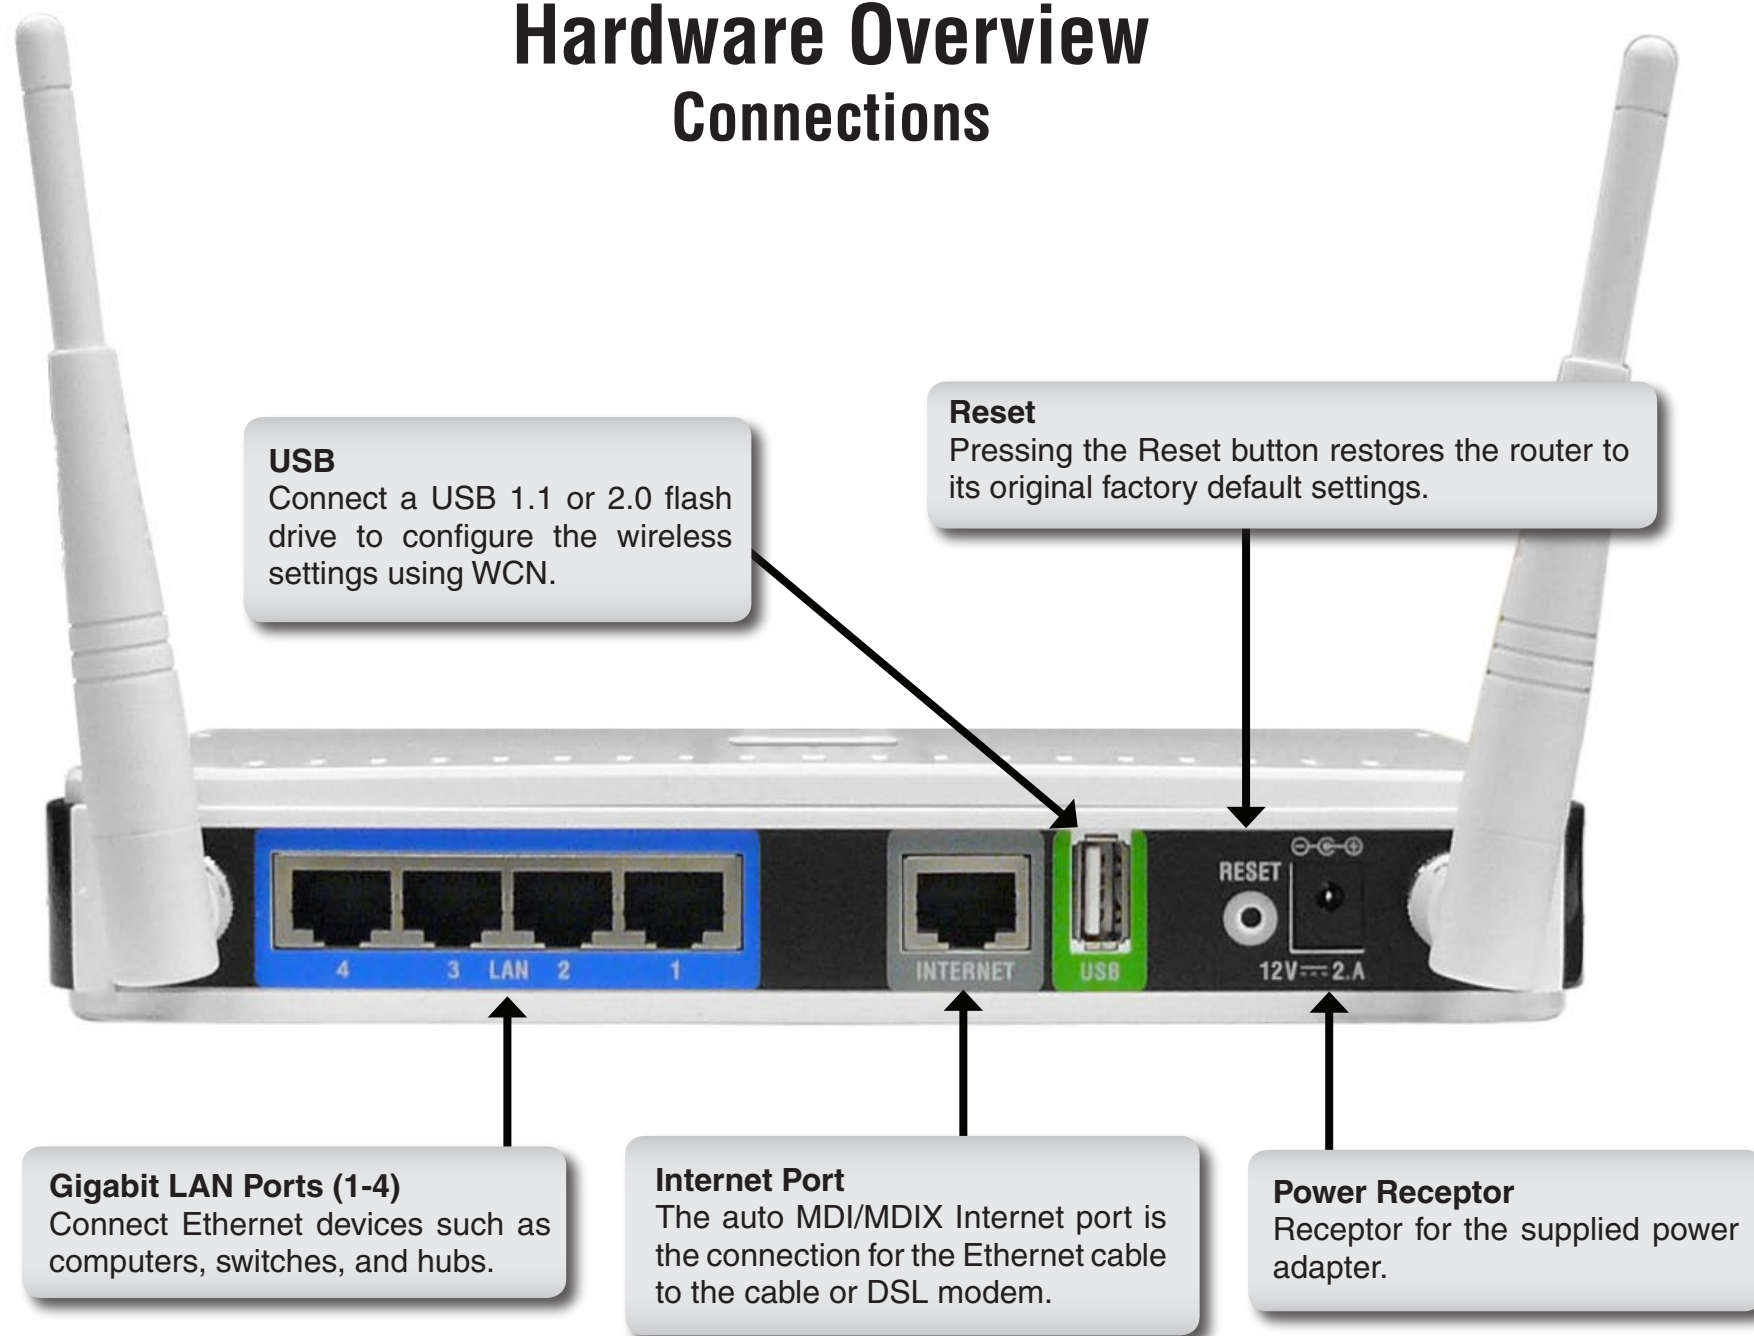 Hardware Overview
Connections
Reset
Pressing the Reset button restores the router to
its original factory default settings.
USB
Connect a USB 1.1 or 2.0 flash
drive to configure the wireless
settings using WCN.
RESET
4 3 LAN 2 1
INTERNET
USB
12V 2.A
Gigabit LAN Ports (1-4)
Connect Ethernet devices such as
computers, switches, and hubs.
Internet Port
The auto MDI/MDIX Internet port is
the connection for the Ethernet cable
to the cable or DSL modem.
Power Receptor
Receptor for the supplied power
adapter.